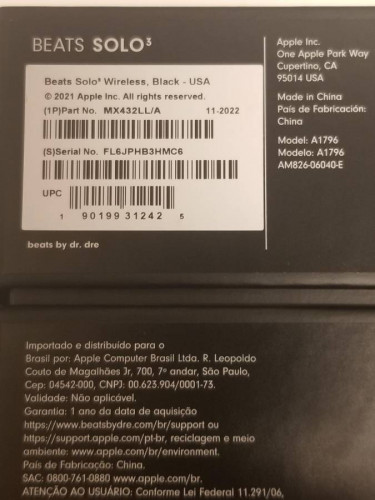 BEATS SOLO³
Beats Solo³ Wireless, Black - USA
© 2021 Apple Inc. All rights reserved.
(1P)Part No. MX432LL/A 11-2022
(S)Serial No. FL6JPHB3HMC6
UPC
1 90199 31242 5
beats by dr. dre
Apple Inc.
One Apple Park Way
Cupertino, CA
95014 USA
Made in China
País de Fabricación:
China
Model: A1796
Modelo: A1796
AM826-06040-E
Importado e distribuído para o
Brasil por: Apple Computer Brasil Ltda. R. Leopoldo
Couto de Magalhães Jr, 700, 7º andar, São Paulo,
Cep: 04542-000, CNPJ: 00.623.904/0001-73.
Validade: Não aplicável.
Garantia: 1 ano da data de aquisição
https://www.beatsbydre.com/br/support ou
https://support.apple.com/pt-br, reciclagem e meio
ambiente: www.apple.com/br/environment.
País de Fabricação: China.
SAC: 0800-761-0880 www.apple.com/br.
ATENÇÃO AO USUÁRIO: Conforme Lei Federal 11.291/06,